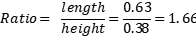 Ratio = length/height = 0.63/0.38 = 1.66